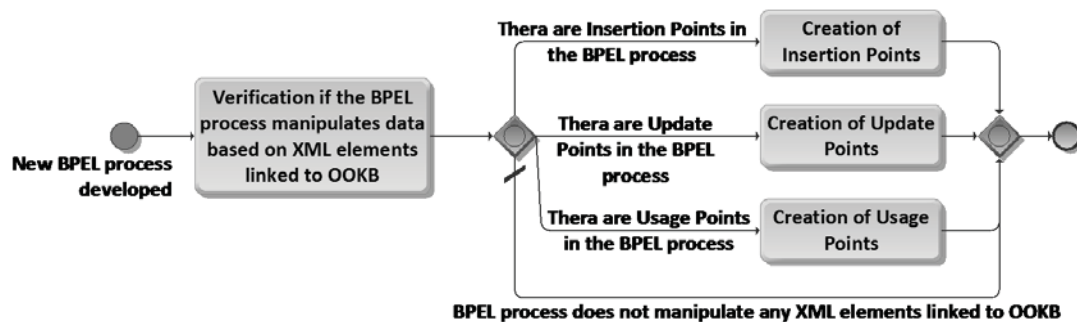 New BPEL process
developed
Verification if the BPEL
process manipulates data
based on XML elements
linked to OOKB
Thera are Insertion Points in
the BPEL process
Creation of
Insertion Points
Thera are Update
Points in the BPEL
process
Creation of Update
Points
Thera are Usage Points
in the BPEL process
Creation of Usage
Points
BPEL process does not manipulate any XML elements linked to OOKB